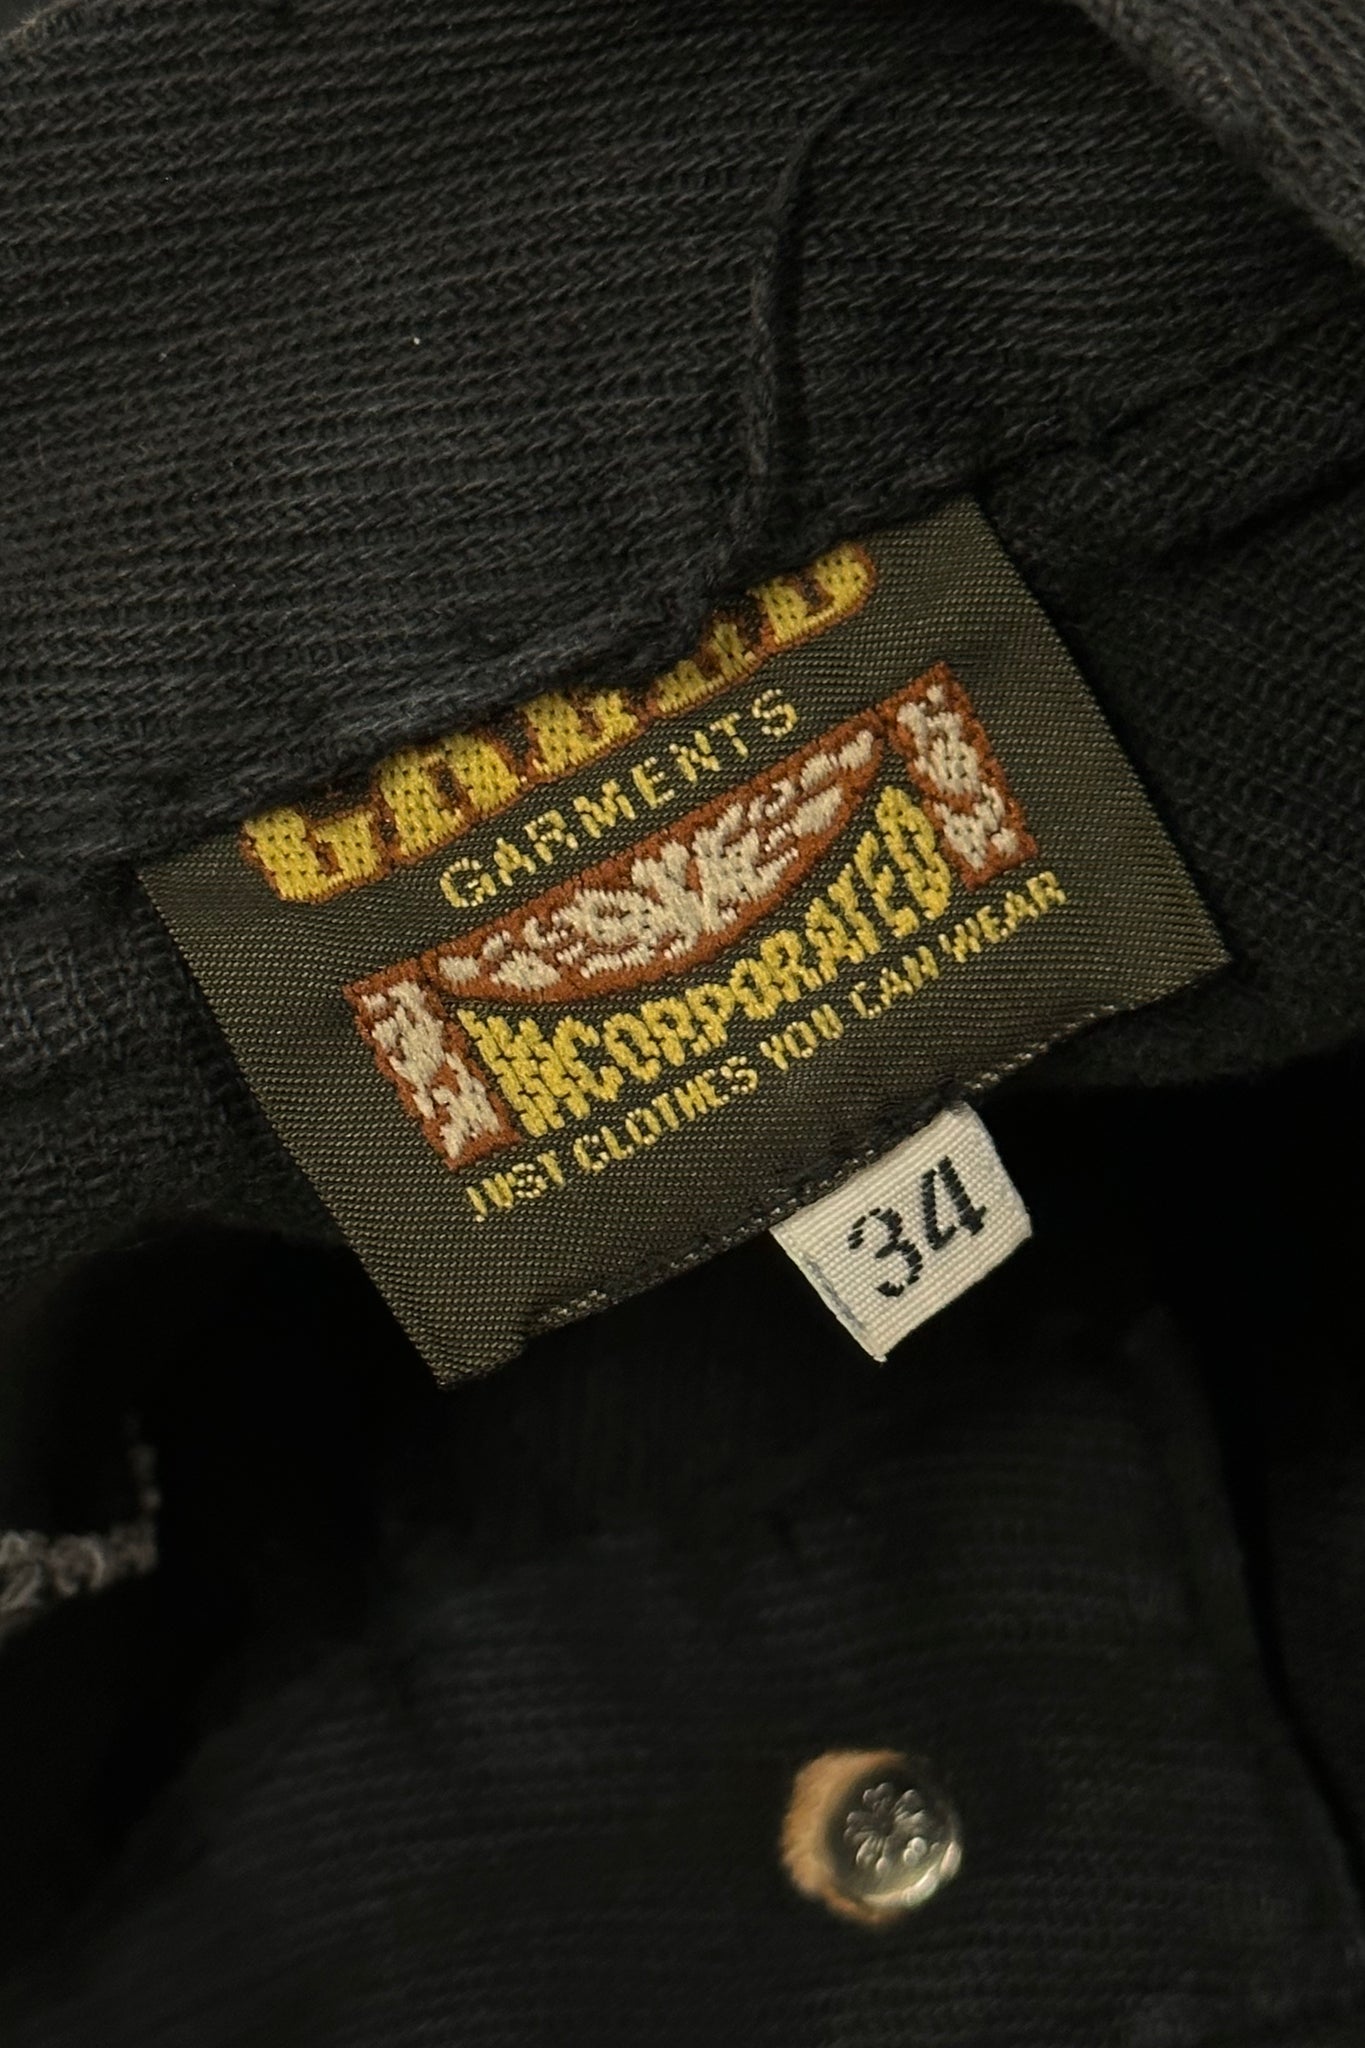 GARMENTS
INCORPORATED
JUST CLOTHES YOU CAN WEAR
34